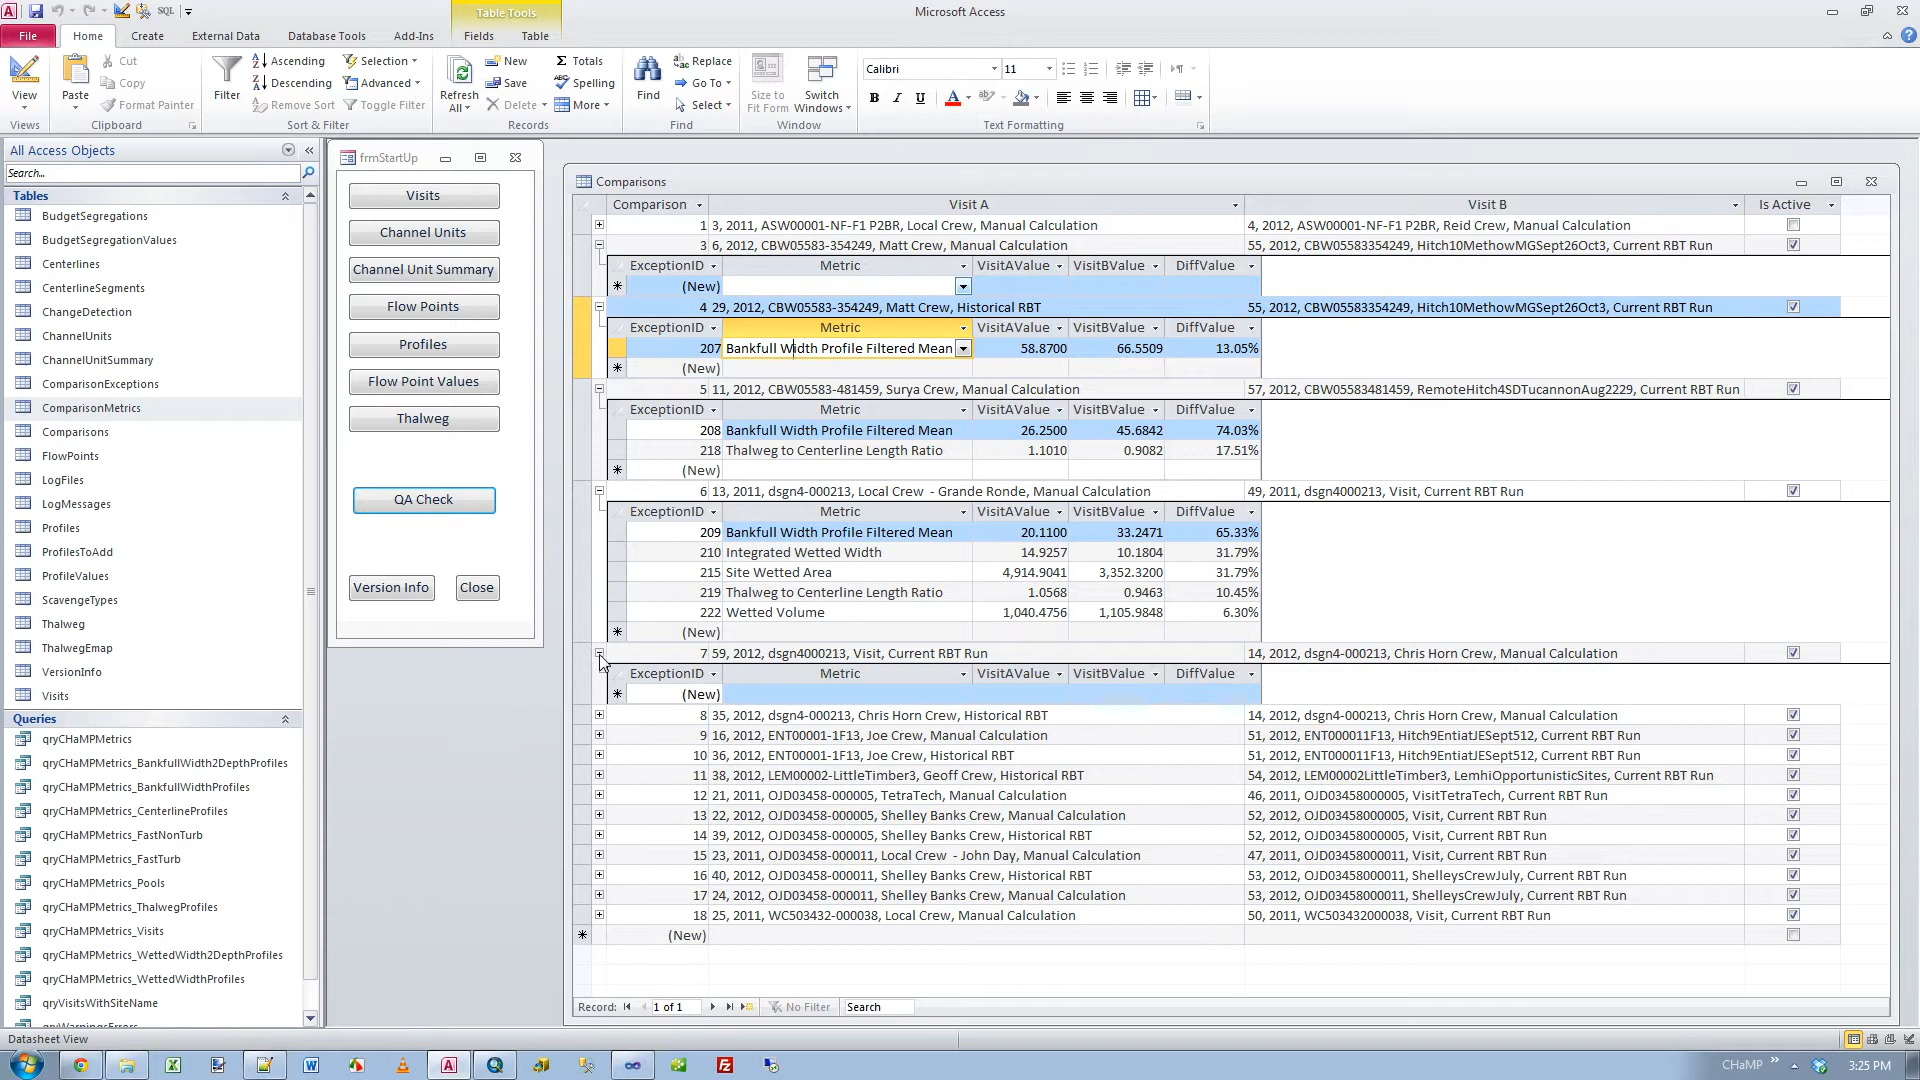 SQL
Table Tools
Microsoft Access
File Home Create External Data Database Tools Add-Ins Fields Table
View
Views
Paste
Cut
Copy
Format Painter
Clipboard
Filter
Ascending
Descending
Remove Sort
Selection
Advanced
Toggle Filter
Sort & Filter
Refresh All
New
Save
Delete
Totals
Spelling
More
Records
Find
Replace
Go To
Select
Find
Size to Fit Form
Switch Windows
Window
Calibri 11
B I U A
Text Formatting
All Access Objects
Search...
Tables
BudgetSegregations
BudgetSegregationValues
Centerlines
CenterlineSegments
ChangeDetection
ChannelUnits
ChannelUnitSummary
ComparisonExceptions
ComparisonMetrics
Comparisons
FlowPoints
LogFiles
LogMessages
Profiles
ProfilesToAdd
ProfileValues
ScavengeTypes
Thalweg
ThalwegEmap
VersionInfo
Visits
Queries
qryCHaMPMetrics
qryCHaMPMetrics_BankfullWidth2DepthProfiles
qryCHaMPMetrics_BankfullWidthProfiles
qryCHaMPMetrics_CenterlineProfiles
qryCHaMPMetrics_FastNonTurb
qryCHaMPMetrics_FastTurb
qryCHaMPMetrics_Pools
qryCHaMPMetrics_ThalwegProfiles
qryCHaMPMetrics_Visits
qryCHaMPMetrics_WettedWidth2DepthProfiles
qryCHaMPMetrics_WettedWidthProfiles
qryVisitsWithSiteName
qryWarningsErrors
frmStartUp
Visits
Channel Units
Channel Unit Summary
Flow Points
Profiles
Flow Point Values
Thalweg
QA Check
Version Info Close
Comparisons
Comparison Visit A Visit B Is Active
1 3, 2011, ASW00001-NF-F1 P2BR, Local Crew, Manual Calculation 4, 2012, ASW00001-NF-F1 P2BR, Reid Crew, Manual Calculation
3 6, 2012, CBW05583-354249, Matt Crew, Manual Calculation 55, 2012, CBW05583354249, Hitch10MethowMGSept26Oct3, Current RBT Run
ExceptionID Metric VisitAValue VisitBValue DiffValue
* (New)
4 29, 2012, CBW05583-354249, Matt Crew, Historical RBT 55, 2012, CBW05583354249, Hitch10MethowMGSept26Oct3, Current RBT Run
ExceptionID Metric VisitAValue VisitBValue DiffValue
207 Bankfull Width Profile Filtered Mean 58.8700 66.5509 13.05%
* (New)
5 11, 2012, CBW05583-481459, Surya Crew, Manual Calculation 57, 2012, CBW05583481459, RemoteHitch4SDTucannonAug2229, Current RBT Run
ExceptionID Metric VisitAValue VisitBValue DiffValue
208 Bankfull Width Profile Filtered Mean 26.2500 45.6842 74.03%
218 Thalweg to Centerline Length Ratio 1.1010 0.9082 17.51%
* (New)
6 13, 2011, dsgn4-000213, Local Crew - Grande Ronde, Manual Calculation 49, 2011, dsgn4000213, Visit, Current RBT Run
ExceptionID Metric VisitAValue VisitBValue DiffValue
209 Bankfull Width Profile Filtered Mean 20.1100 33.2471 65.33%
210 Integrated Wetted Width 14.9257 10.1804 31.79%
215 Site Wetted Area 4,914.9041 3,352.3200 31.79%
219 Thalweg to Centerline Length Ratio 1.0568 0.9463 10.45%
222 Wetted Volume 1,040.4756 1,105.9848 6.30%
* (New)
7 59, 2012, dsgn4000213, Visit, Current RBT Run 14, 2012, dsgn4-000213, Chris Horn Crew, Manual Calculation
ExceptionID Metric VisitAValue VisitBValue DiffValue
* (New)
8 35, 2012, dsgn4-000213, Chris Horn Crew, Historical RBT 14, 2012, dsgn4-000213, Chris Horn Crew, Manual Calculation
9 16, 2012, ENT00001-1F13, Joe Crew, Manual Calculation 51, 2012, ENT000011F13, Hitch9EntiatJESept512, Current RBT Run
10 36, 2012, ENT00001-1F13, Joe Crew, Historical RBT 51, 2012, ENT000011F13, Hitch9EntiatJESept512, Current RBT Run
11 38, 2012, LEM00002-LittleTimber3, Geoff Crew, Historical RBT 54, 2012, LEM00002LittleTimber3, LemhiOpportunisticSites, Current RBT Run
12 21, 2011, OJD03458-000005, TetraTech, Manual Calculation 46, 2011, OJD03458000005, VisitTetraTech, Current RBT Run
13 22, 2012, OJD03458-000005, Shelley Banks Crew, Manual Calculation 52, 2012, OJD03458000005, Visit, Current RBT Run
14 39, 2012, OJD03458-000005, Shelley Banks Crew, Historical RBT 52, 2012, OJD03458000005, Visit, Current RBT Run
15 23, 2011, OJD03458-000011, Local Crew - John Day, Manual Calculation 47, 2011, OJD03458000011, Visit, Current RBT Run
16 40, 2012, OJD03458-000011, Shelley Banks Crew, Historical RBT 53, 2012, OJD03458000011, ShelleysCrewJuly, Current RBT Run
17 24, 2012, OJD03458-000011, Shelley Banks Crew, Manual Calculation 53, 2012, OJD03458000011, ShelleysCrewJuly, Current RBT Run
18 25, 2011, WC503432-000038, Local Crew, Manual Calculation 50, 2011, WC503432000038, Visit, Current RBT Run
* (New)
Record: 1 of 1 No Filter Search
Datasheet View
CHaMP 3:25 PM